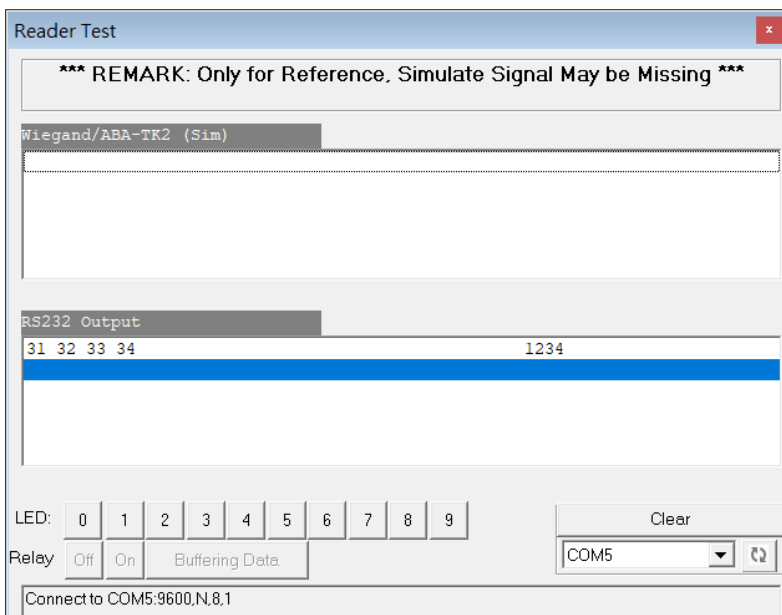 Reader Test
x
*** REMARK: Only for Reference, Simulate Signal May be Missing ***
Wiegand/ABA-TK2 (Sim)
RS232 Output
31 32 33 34 1234
LED: 0 1 2 3 4 5 6 7 8 9
Clear
Relay Off On Buffering Data
COM5
Connect to COM5:9600,N,8,1